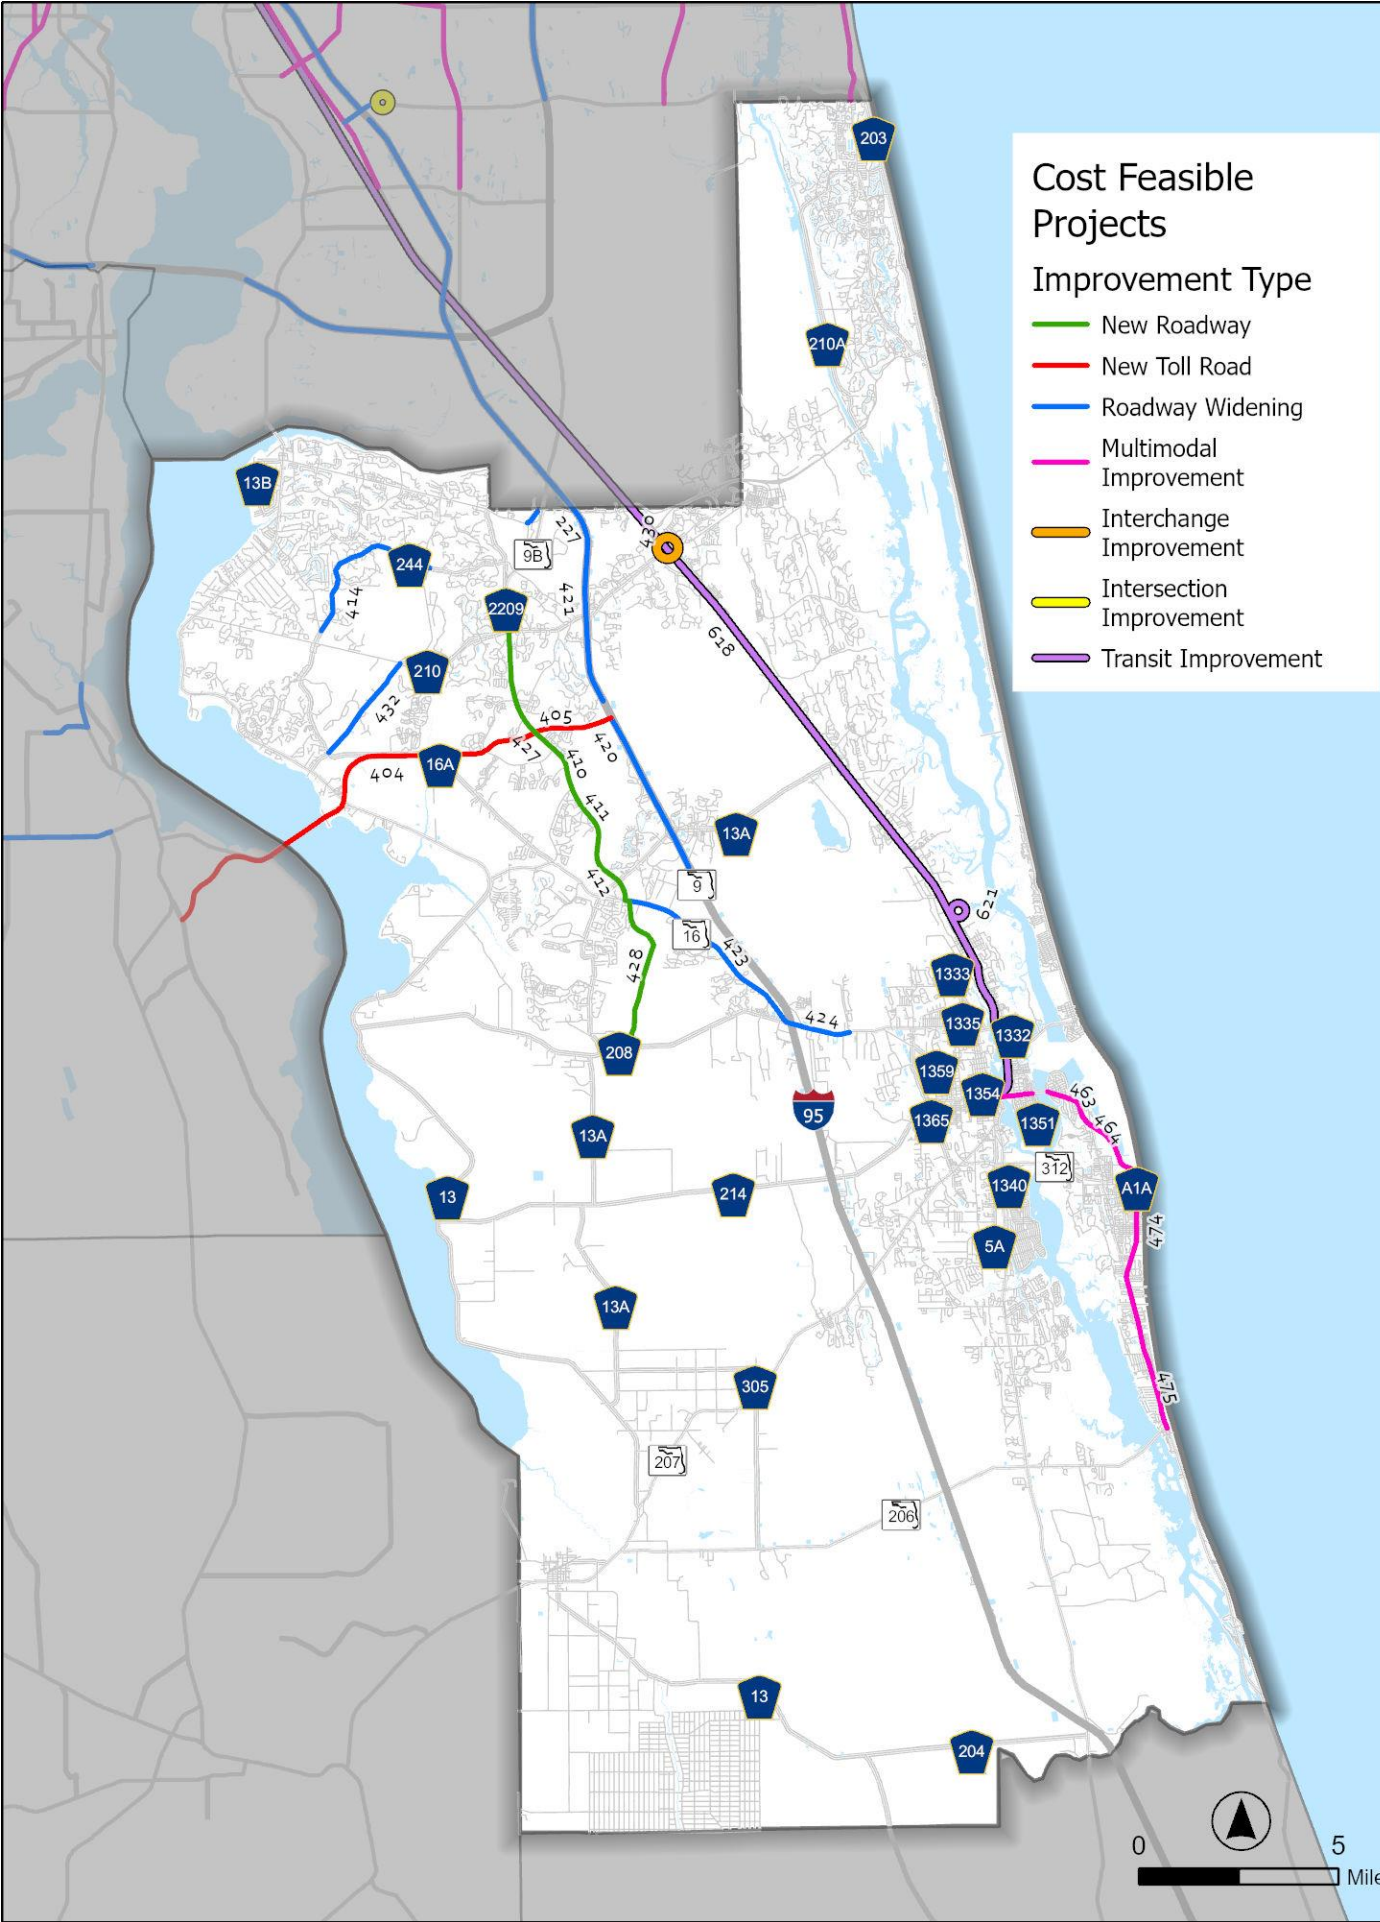 203
Cost Feasible
Projects
Improvement Type
New Roadway
New Toll Road
Roadway Widening
Multimodal
Improvement
Interchange
Improvement
Intersection
Improvement
Transit Improvement
210A
13B
227
430
9B
244
414
421
2209
618
210
432
405
427
420
404
16A
410
411
13A
412
9
621
16
423
428
1333
424
1335
1332
208
1359
1354
463
95
1365
1351
464
13A
312
13
214
1340
A1A
474
5A
13A
305
475
207
206
13
204
0 5
Mile